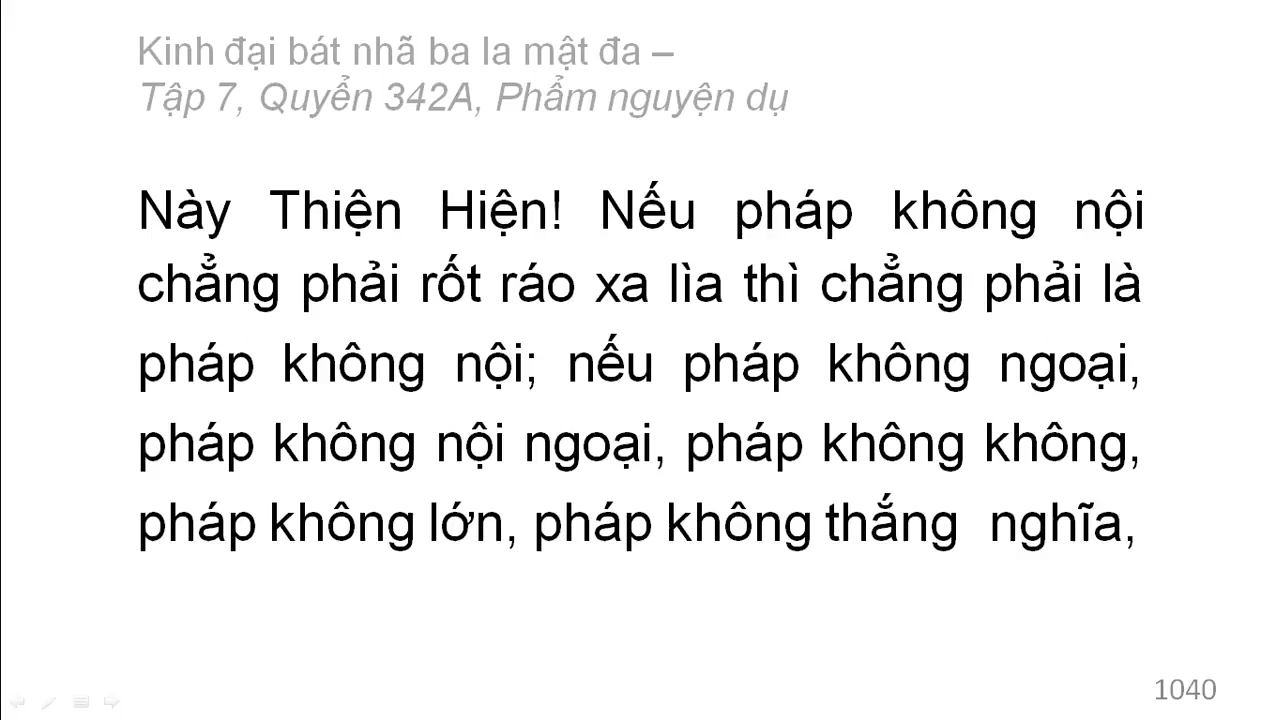 Kinh đại bát nhã ba la mật đa –
Tập 7, Quyển 342A, Phẩm nguyện dụ
Này Thiện Hiện! Nếu pháp không nội
chẳng phải rốt ráo xa lìa thì chẳng phải là
pháp không nội; nếu pháp không ngoại,
pháp không nội ngoại, pháp không không,
pháp không lớn, pháp không thắng nghĩa,
1040